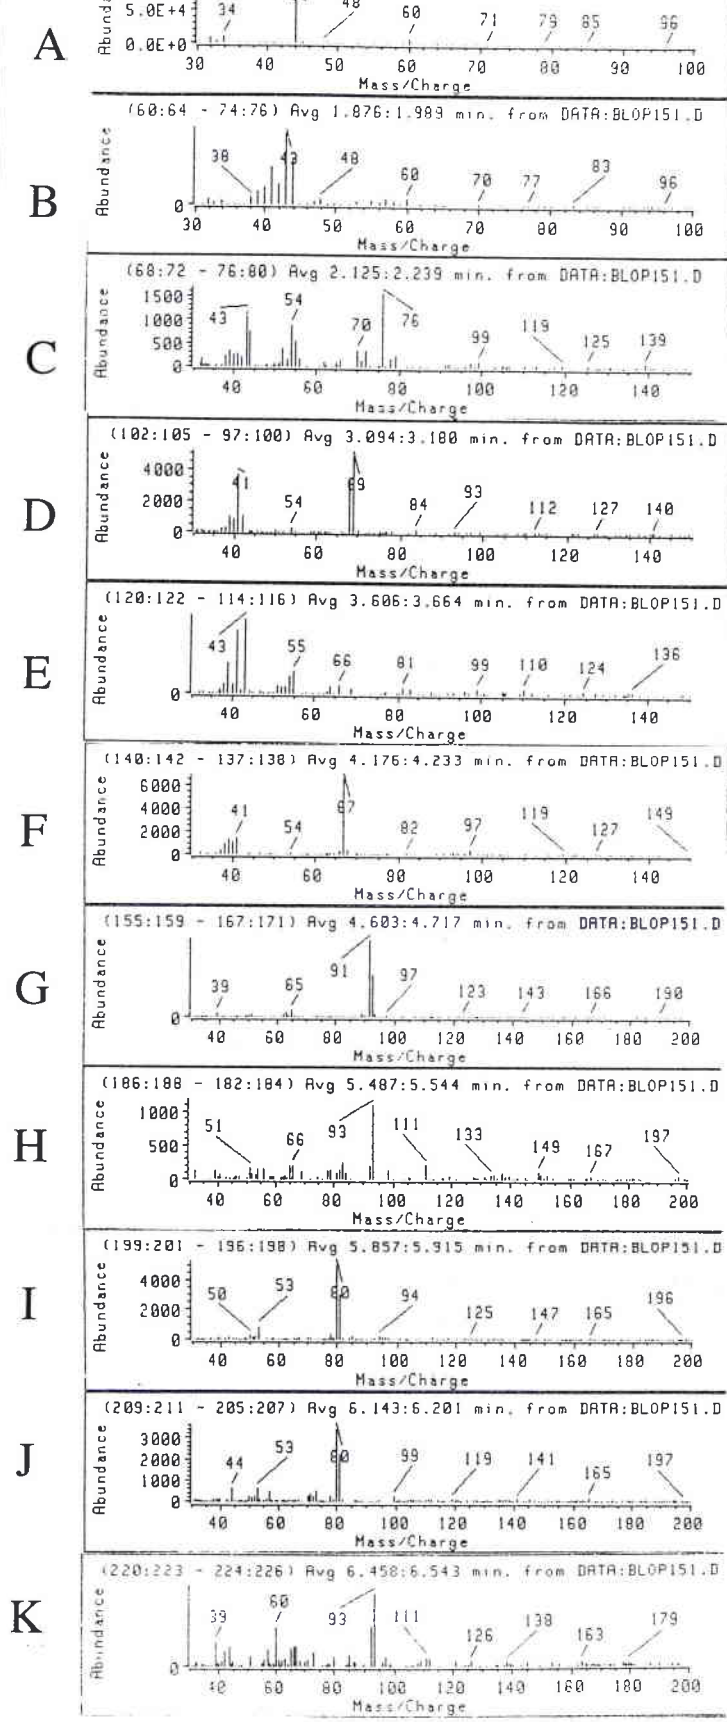 A
Abunda
5.0E+4
0.0E+0
34 48 60 71 79 85 96
30 40 50 60 70 80 90 100
Mass/Charge
B
(60:64 - 74:76) Avg 1.876:1.989 min. from DATA:BLOP151.D
Abundance
0
38 43 48 60 70 77 83 96
30 40 50 60 70 80 90 100
Mass/Charge
C
(68:72 - 76:80) Avg 2.125:2.239 min. from DATA:BLOP151.D
Abundance
1500
1000
500
0
43 54 70 76 99 119 125 139
40 60 80 100 120 140
Mass/Charge
D
(102:105 - 97:100) Avg 3.094:3.180 min. from DATA:BLOP151.D
Abundance
4000
2000
0
41 54 69 84 93 112 127 140
40 60 80 100 120 140
Mass/Charge
E
(120:122 - 114:116) Avg 3.606:3.664 min. from DATA:BLOP151.D
Abundance
0
43 55 66 81 99 110 124 136
40 60 80 100 120 140
Mass/Charge
F
(140:142 - 137:138) Avg 4.176:4.233 min. from DATA:BLOP151.D
Abundance
6000
4000
2000
0
41 54 67 82 97 119 127 149
40 60 80 100 120 140
Mass/Charge
G
(155:159 - 167:171) Avg 4.603:4.717 min. from DATA:BLOP151.D
Abundance
0
39 65 91 97 123 143 166 190
40 60 80 100 120 140 160 180 200
Mass/Charge
H
(186:188 - 182:184) Avg 5.487:5.544 min. from DATA:BLOP151.D
Abundance
1000
500
0
51 66 93 111 133 149 167 197
40 60 80 100 120 140 160 180 200
Mass/Charge
I
(199:201 - 196:198) Avg 5.857:5.915 min. from DATA:BLOP151.D
Abundance
4000
2000
0
50 53 80 94 125 147 165 196
40 60 80 100 120 140 160 180 200
Mass/Charge
J
(209:211 - 205:207) Avg 6.143:6.201 min. from DATA:BLOP151.D
Abundance
3000
2000
1000
0
44 53 80 99 119 141 165 197
40 60 80 100 120 140 160 180 200
Mass/Charge
K
(220:223 - 224:226) Avg 6.458:6.543 min. from DATA:BLOP151.D
Abundance
0
39 60 93 111 126 138 163 179
40 60 80 100 120 140 160 180 200
Mass/Charge